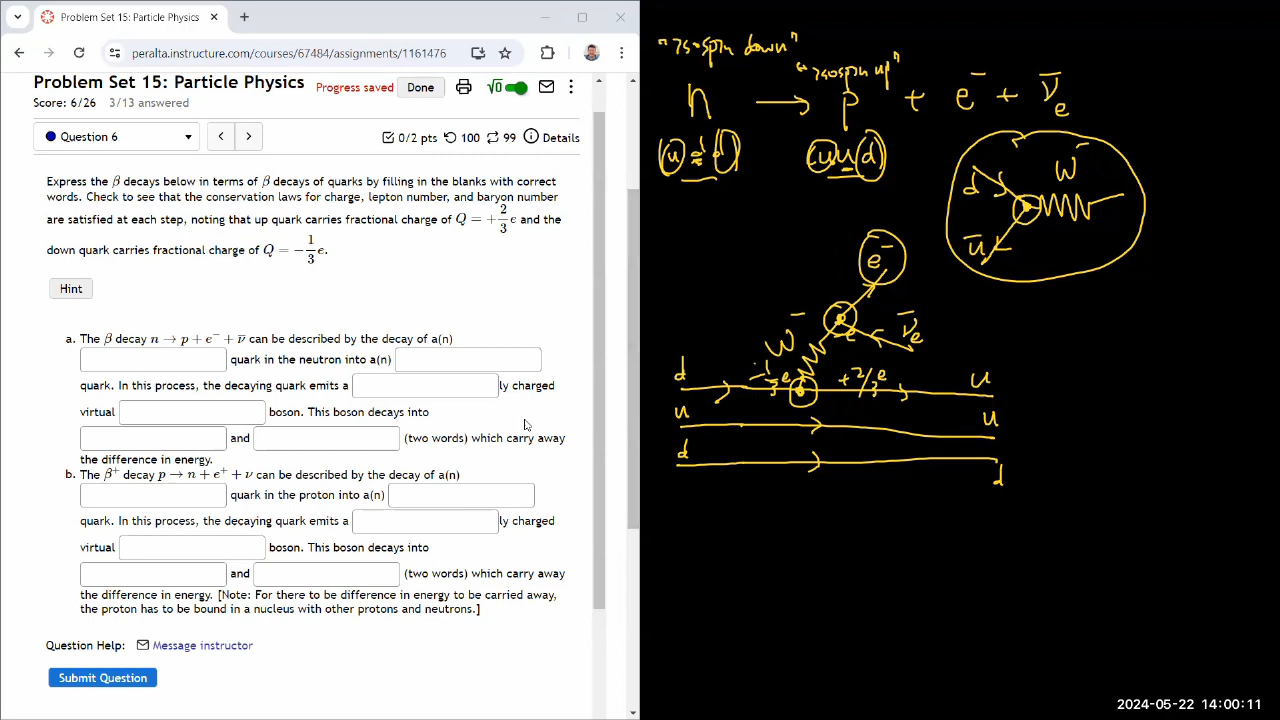 Problem Set 15: Particle Physics
peralta.instructure.com/courses/67484/assignments/1161476
Problem Set 15: Particle Physics
Progress saved
Done
√0
Score: 6/26 3/13 answered
Question 6
0/2 pts 100 99 Details
Express the β decays below in terms of β decays of quarks by filling in the blanks with correct
words. Check to see that the conservation laws for charge, lepton number, and baryon number
are satisfied at each step, noting that up quark carries fractional charge of Q = +2/3 e and the
down quark carries fractional charge of Q = −1/3 e.
Hint
a. The β decay n → p + e⁻ + ν̅ can be described by the decay of a(n)
quark in the neutron into a(n)
quark. In this process, the decaying quark emits a ly charged
virtual boson. This boson decays into
and (two words) which carry away
the difference in energy.
b. The β⁺ decay p → n + e⁺ + ν can be described by the decay of a(n)
quark in the proton into a(n)
quark. In this process, the decaying quark emits a ly charged
virtual boson. This boson decays into
and (two words) which carry away
the difference in energy. [Note: For there to be difference in energy to be carried away,
the proton has to be bound in a nucleus with other protons and neutrons.]
Question Help: Message instructor
Submit Question
"isospin down"
"isospin up"
n → p + e⁻ + ν̅e
u d d
u u d
W⁻
d
u̅
e⁻
W⁻
ν̅e
d −1/3 e +2/3 e u
u u
d d
2024-05-22 14:00:11